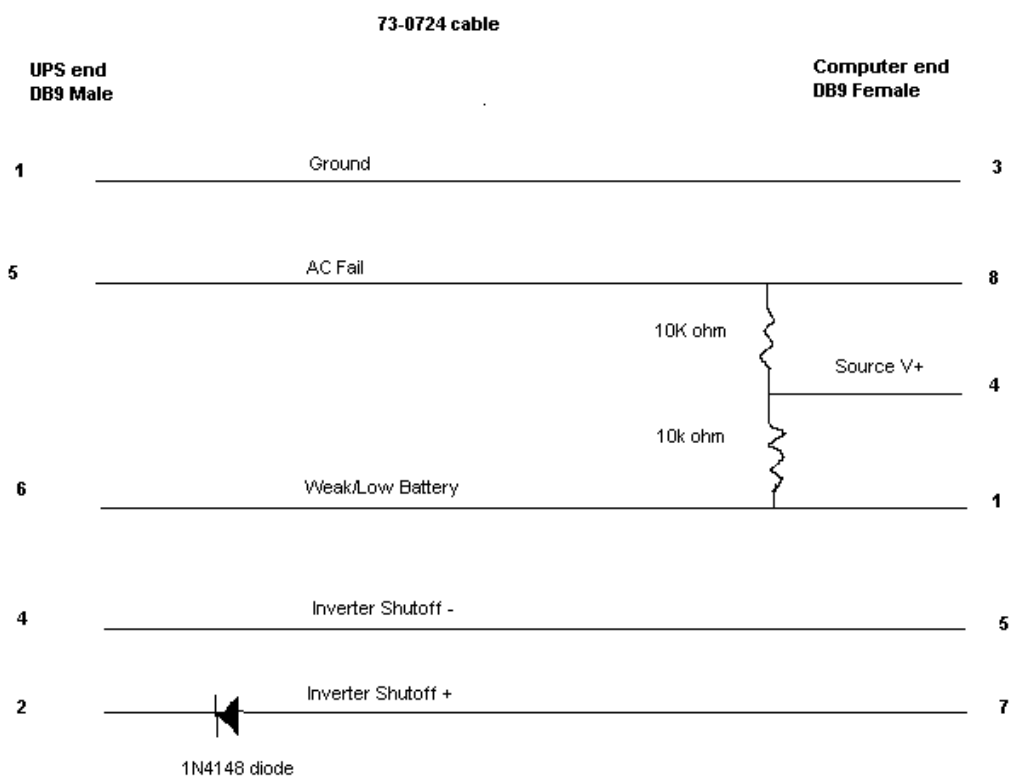 73-0724 cable
UPS end
DB9 Male
Computer end
DB9 Female
1
Ground
3
5
AC Fail
8
10K ohm
Source V+
4
10k ohm
6
Weak/Low Battery
1
4
Inverter Shutoff -
5
2
Inverter Shutoff +
7
1N4148 diode